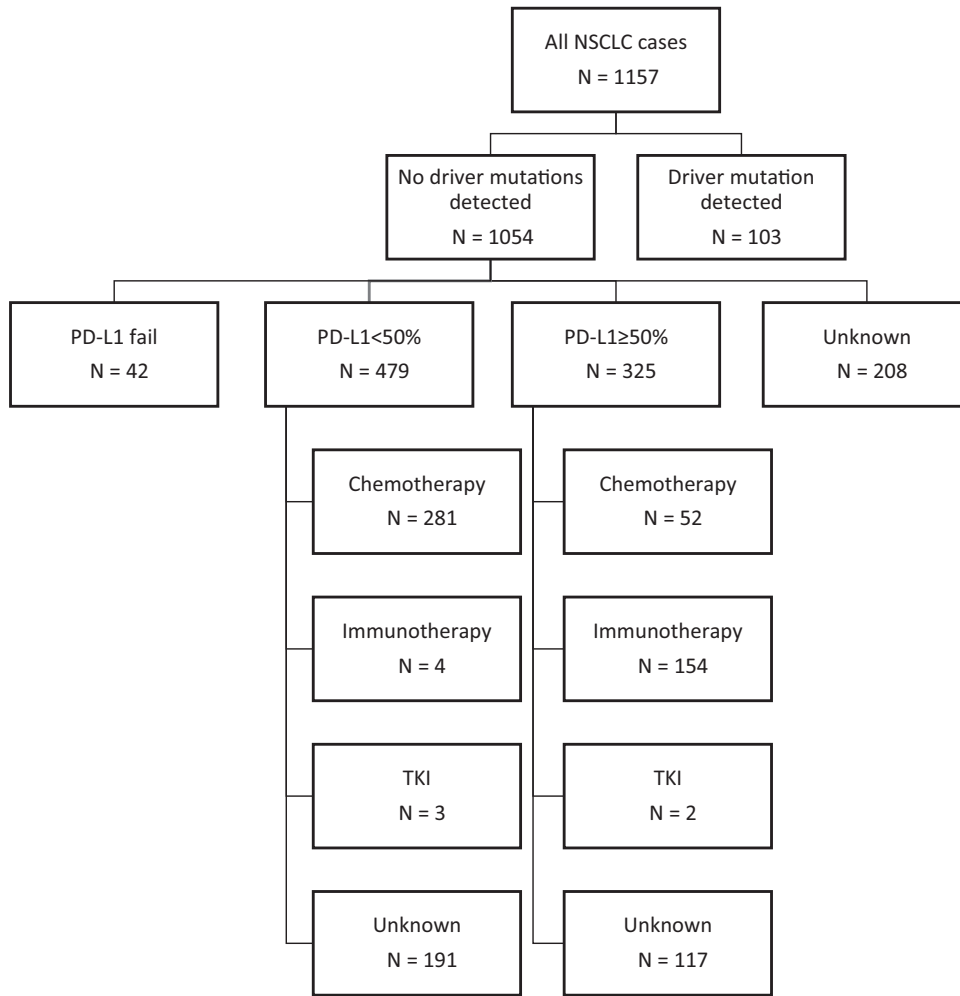 All NSCLC cases
N = 1157
No driver mutations
detected
N = 1054
Driver mutation
detected
N = 103
PD-L1 fail
N = 42
PD-L1<50%
N = 479
PD-L1≥50%
N = 325
Unknown
N = 208
Chemotherapy
N = 281
Chemotherapy
N = 52
Immunotherapy
N = 4
Immunotherapy
N = 154
TKI
N = 3
TKI
N = 2
Unknown
N = 191
Unknown
N = 117